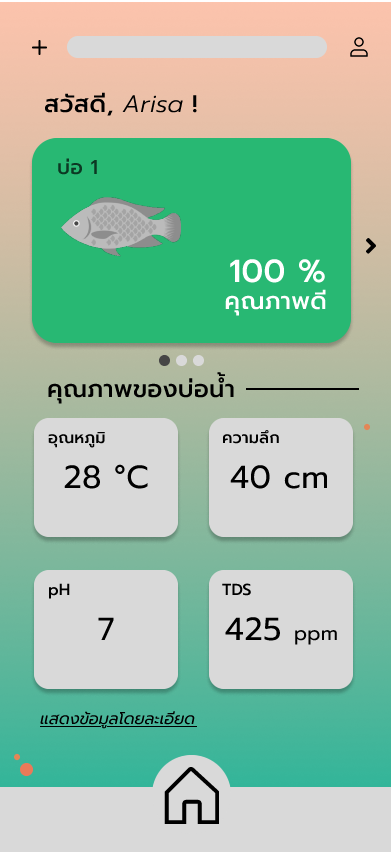 สวัสดี, Arisa !
บ่อ 1
100 %
คุณภาพดี
คุณภาพของบ่อน้ำ
อุณหภูมิ
28 °C
ความลึก
40 cm
pH
7
TDS
425 ppm
แสดงข้อมูลโดยละเอียด